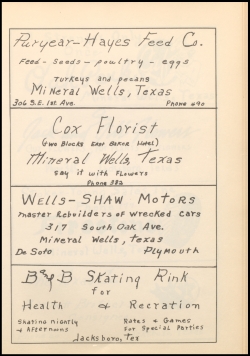 Puryear-Hayes Feed Co.
Feed - Seeds - poultry - eggs
Turkeys and pecans
Mineral Wells, Texas
306 S.E. 1st. Ave. Phone 690
Cox Florist
(two Blocks East Baker Hotel)
Mineral Wells, Texas
Say it with Flowers
Phone 382
Wells-Shaw Motors
Master Rebuilders of Wrecked Cars
317 South Oak Ave.
Mineral Wells, Texas
De Soto Plymouth
B & B Skating Rink
for
Health & Recration
Skating nightly Rates & Games
& Afternoons For Special Parties
Jacksboro, Tex